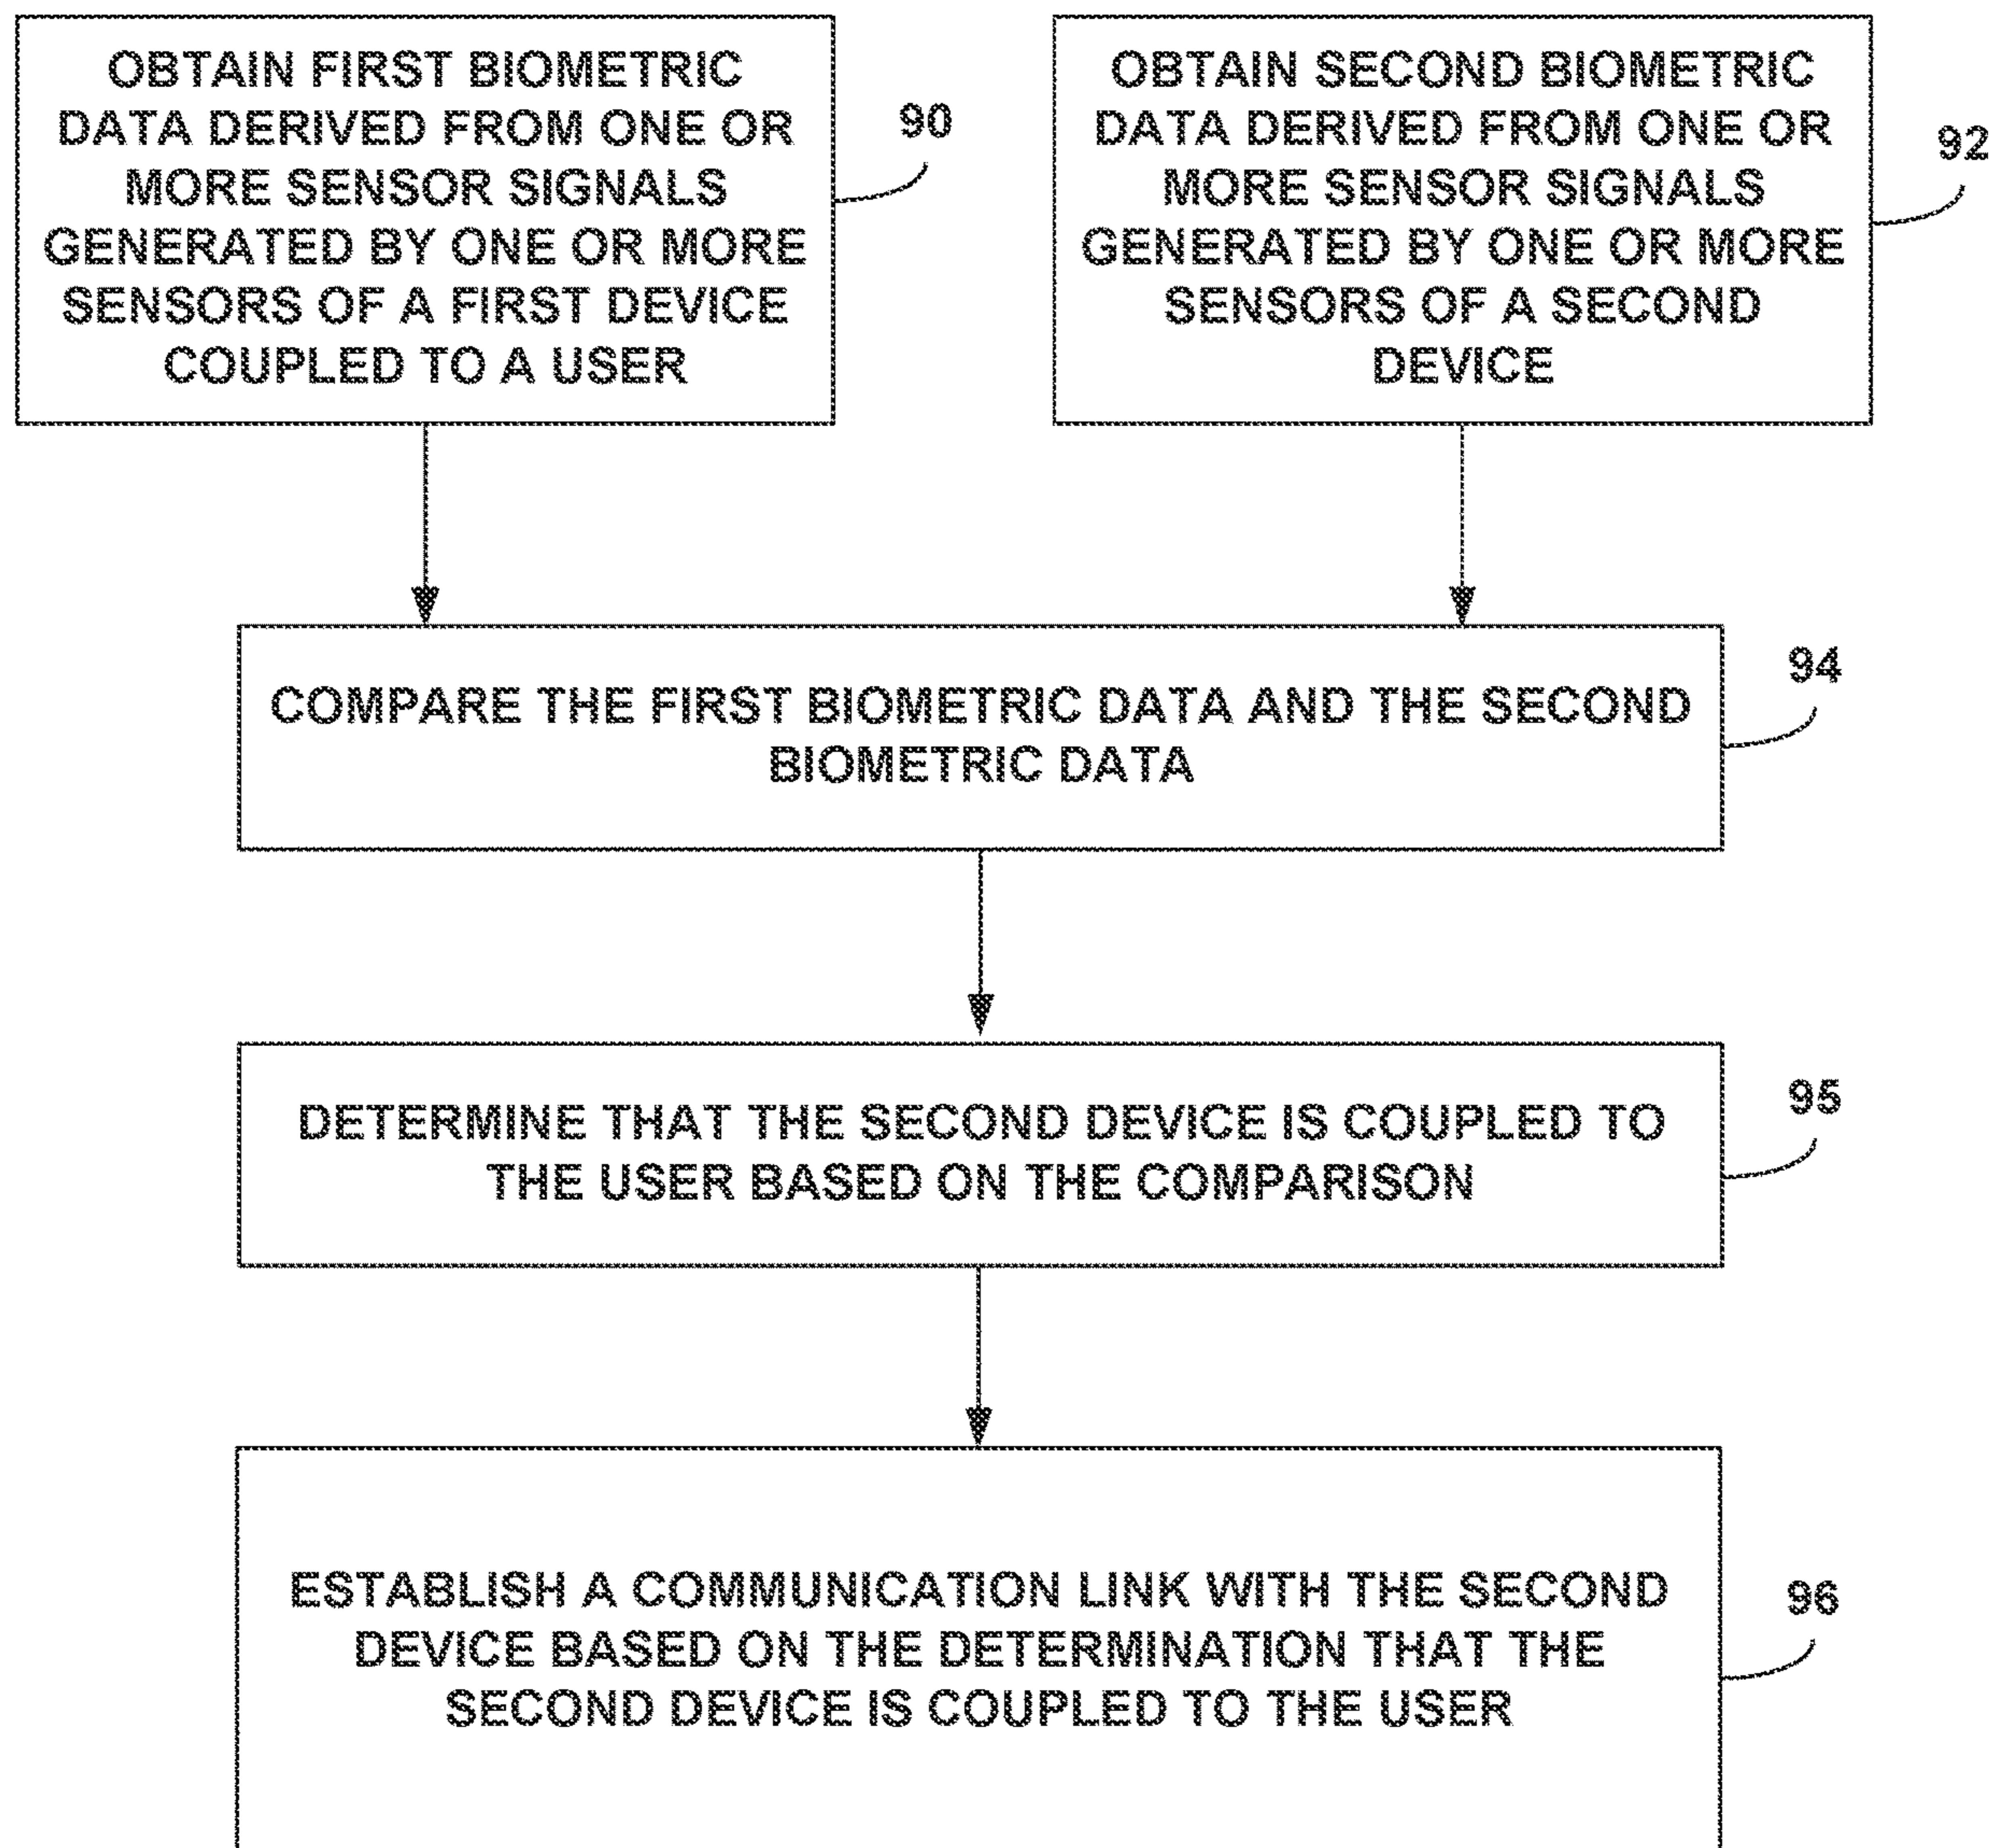 OBTAIN FIRST BIOMETRIC
DATA DERIVED FROM ONE OR
MORE SENSOR SIGNALS
GENERATED BY ONE OR MORE
SENSORS OF A FIRST DEVICE
COUPLED TO A USER
90
OBTAIN SECOND BIOMETRIC
DATA DERIVED FROM ONE OR
MORE SENSOR SIGNALS
GENERATED BY ONE OR MORE
SENSORS OF A SECOND
DEVICE
92
COMPARE THE FIRST BIOMETRIC DATA AND THE SECOND
BIOMETRIC DATA
94
DETERMINE THAT THE SECOND DEVICE IS COUPLED TO
THE USER BASED ON THE COMPARISON
95
ESTABLISH A COMMUNICATION LINK WITH THE SECOND
DEVICE BASED ON THE DETERMINATION THAT THE
SECOND DEVICE IS COUPLED TO THE USER
96